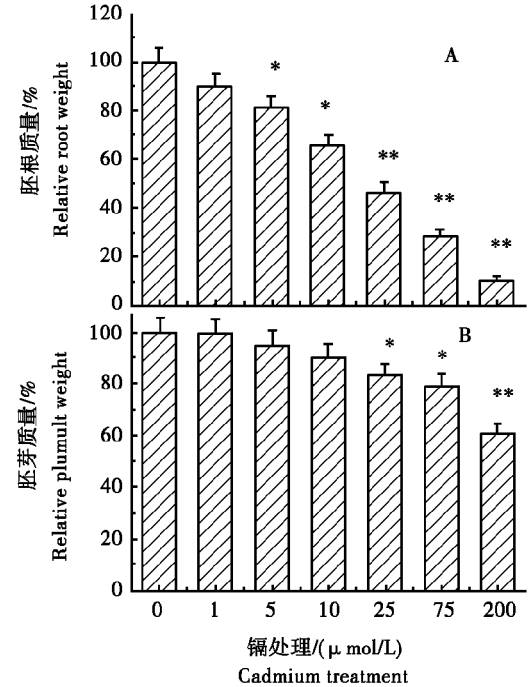 120
100
80
60
40
20
0
胚根质量/%
Relative root weight
A
*
*
**
**
**
100
80
60
40
20
0
胚芽质量/%
Relative plumult weight
B
*
*
**
0 1 5 10 25 75 200
镉处理/(μ mol/L)
Cadmium treatment